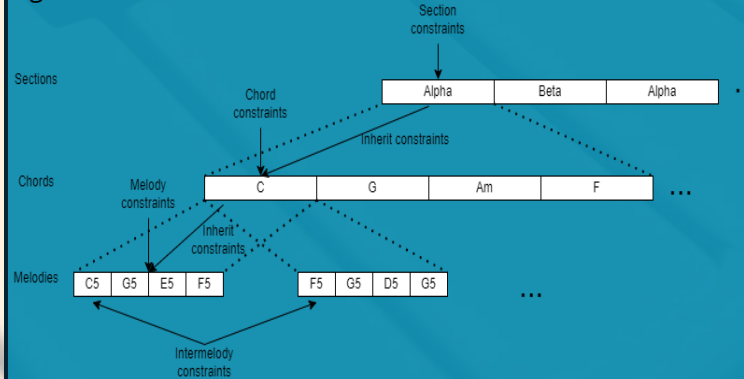 Section
constraints
Sections
Alpha Beta Alpha
Chord
constraints
Inherit constraints
Chords
C G Am F ...
Melody
constraints
Inherit
constraints
Melodies
C5 G5 E5 F5 F5 G5 D5 G5 ...
Intermelody
constraints